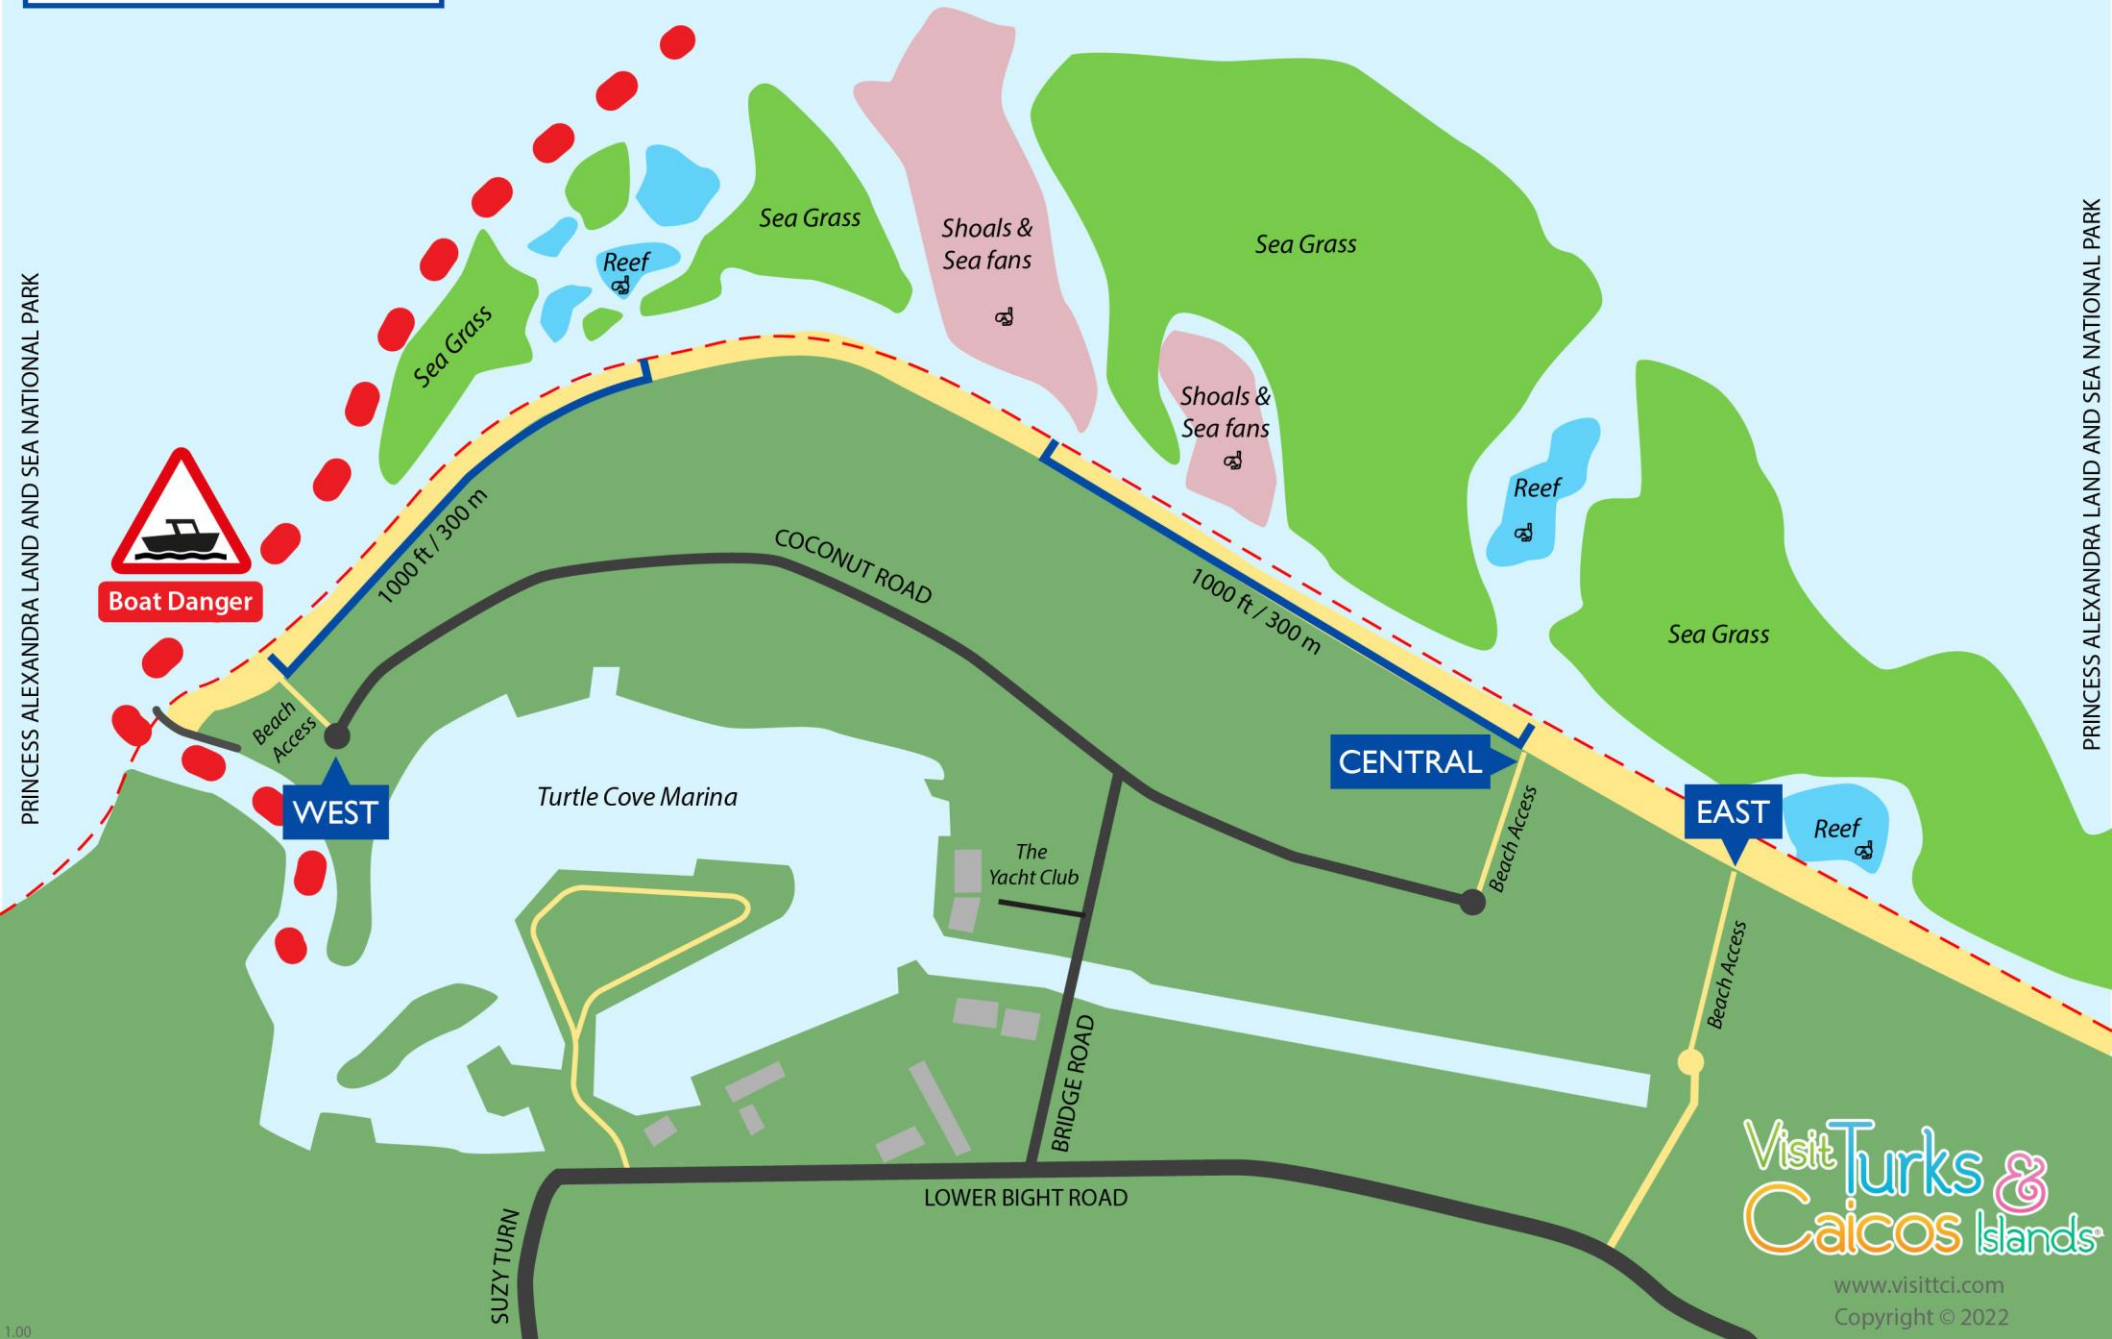 Sea Grass
Shoals &
Sea fans
Sea Grass
Reef
Sea Grass
Shoals &
Sea fans
Reef
Sea Grass
Reef
PRINCESS ALEXANDRA LAND AND SEA NATIONAL PARK
PRINCESS ALEXANDRA LAND AND SEA NATIONAL PARK
Boat Danger
1000 ft / 300 m
COCONUT ROAD
1000 ft / 300 m
Beach
Access
WEST
Turtle Cove Marina
CENTRAL
EAST
Beach Access
The
Yacht Club
Beach Access
BRIDGE ROAD
LOWER BIGHT ROAD
SUZY TURN
Visit Turks &
Caicos Islands®
www.visittci.com
Copyright © 2022
1.00